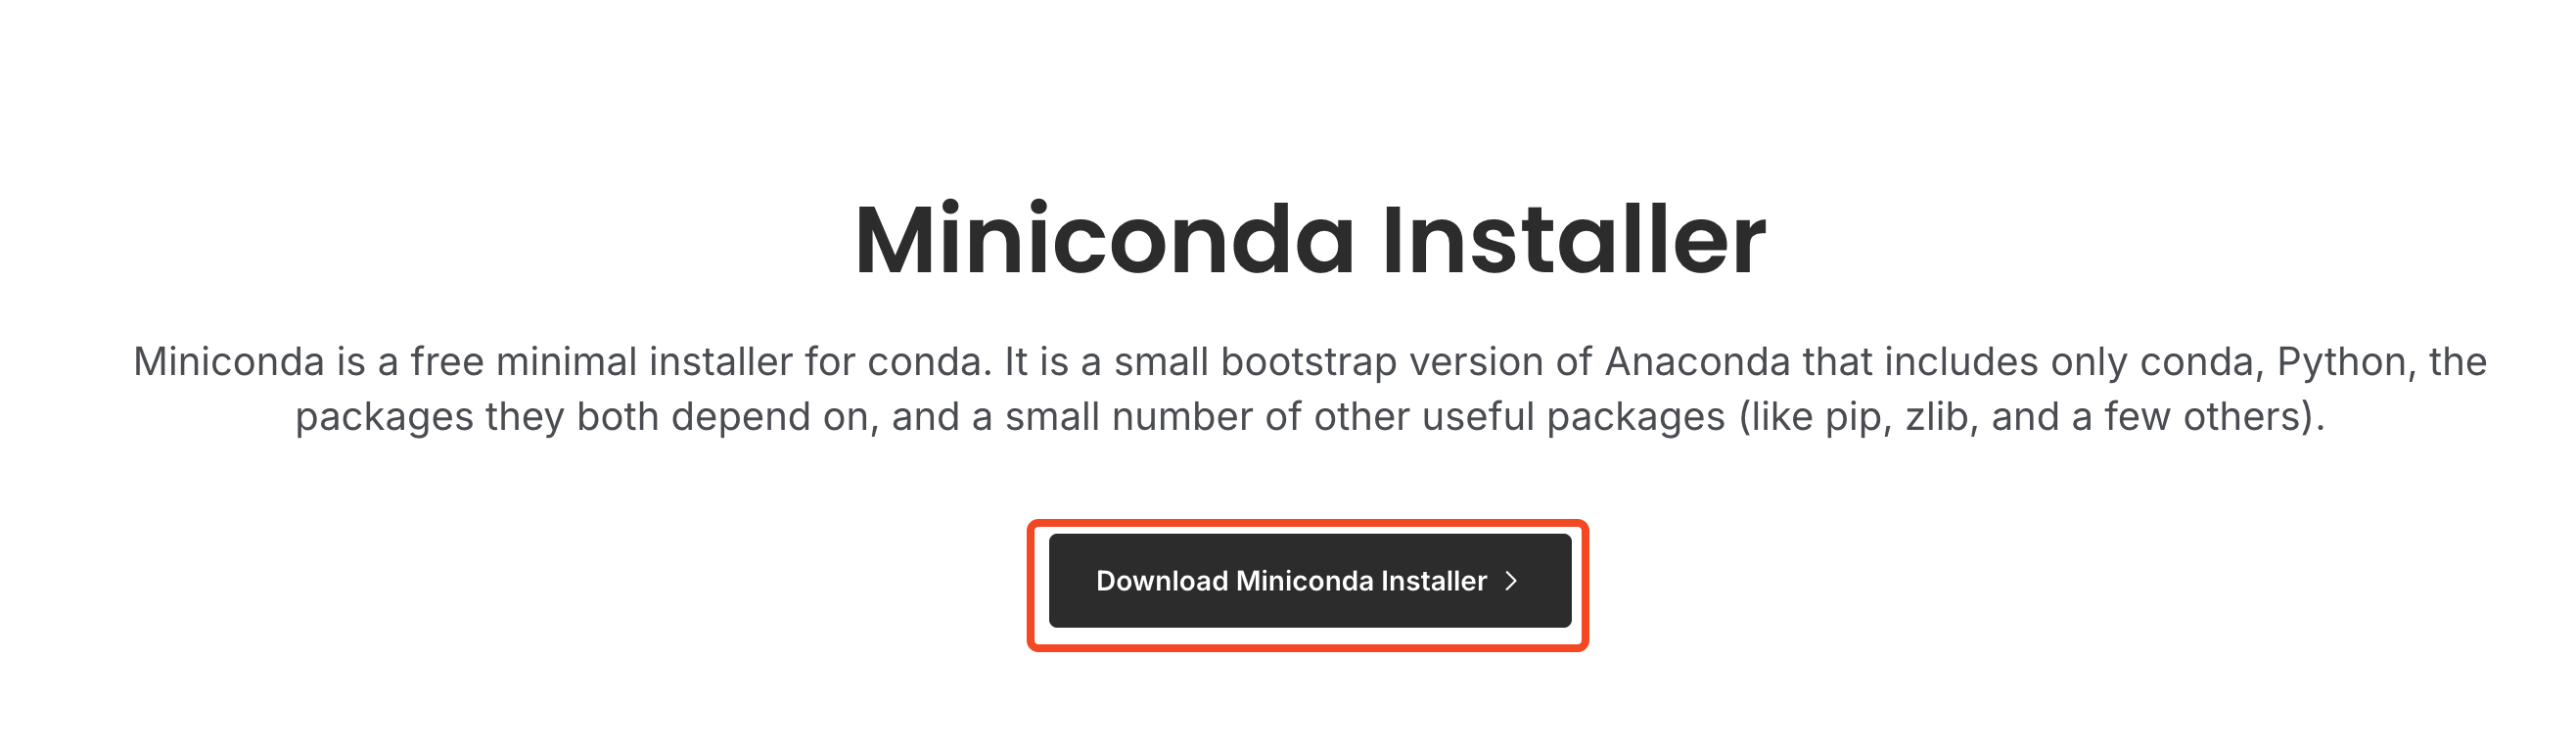 Miniconda Installer
Miniconda is a free minimal installer for conda. It is a small bootstrap version of Anaconda that includes only conda, Python, the
packages they both depend on, and a small number of other useful packages (like pip, zlib, and a few others).
Download Miniconda Installer